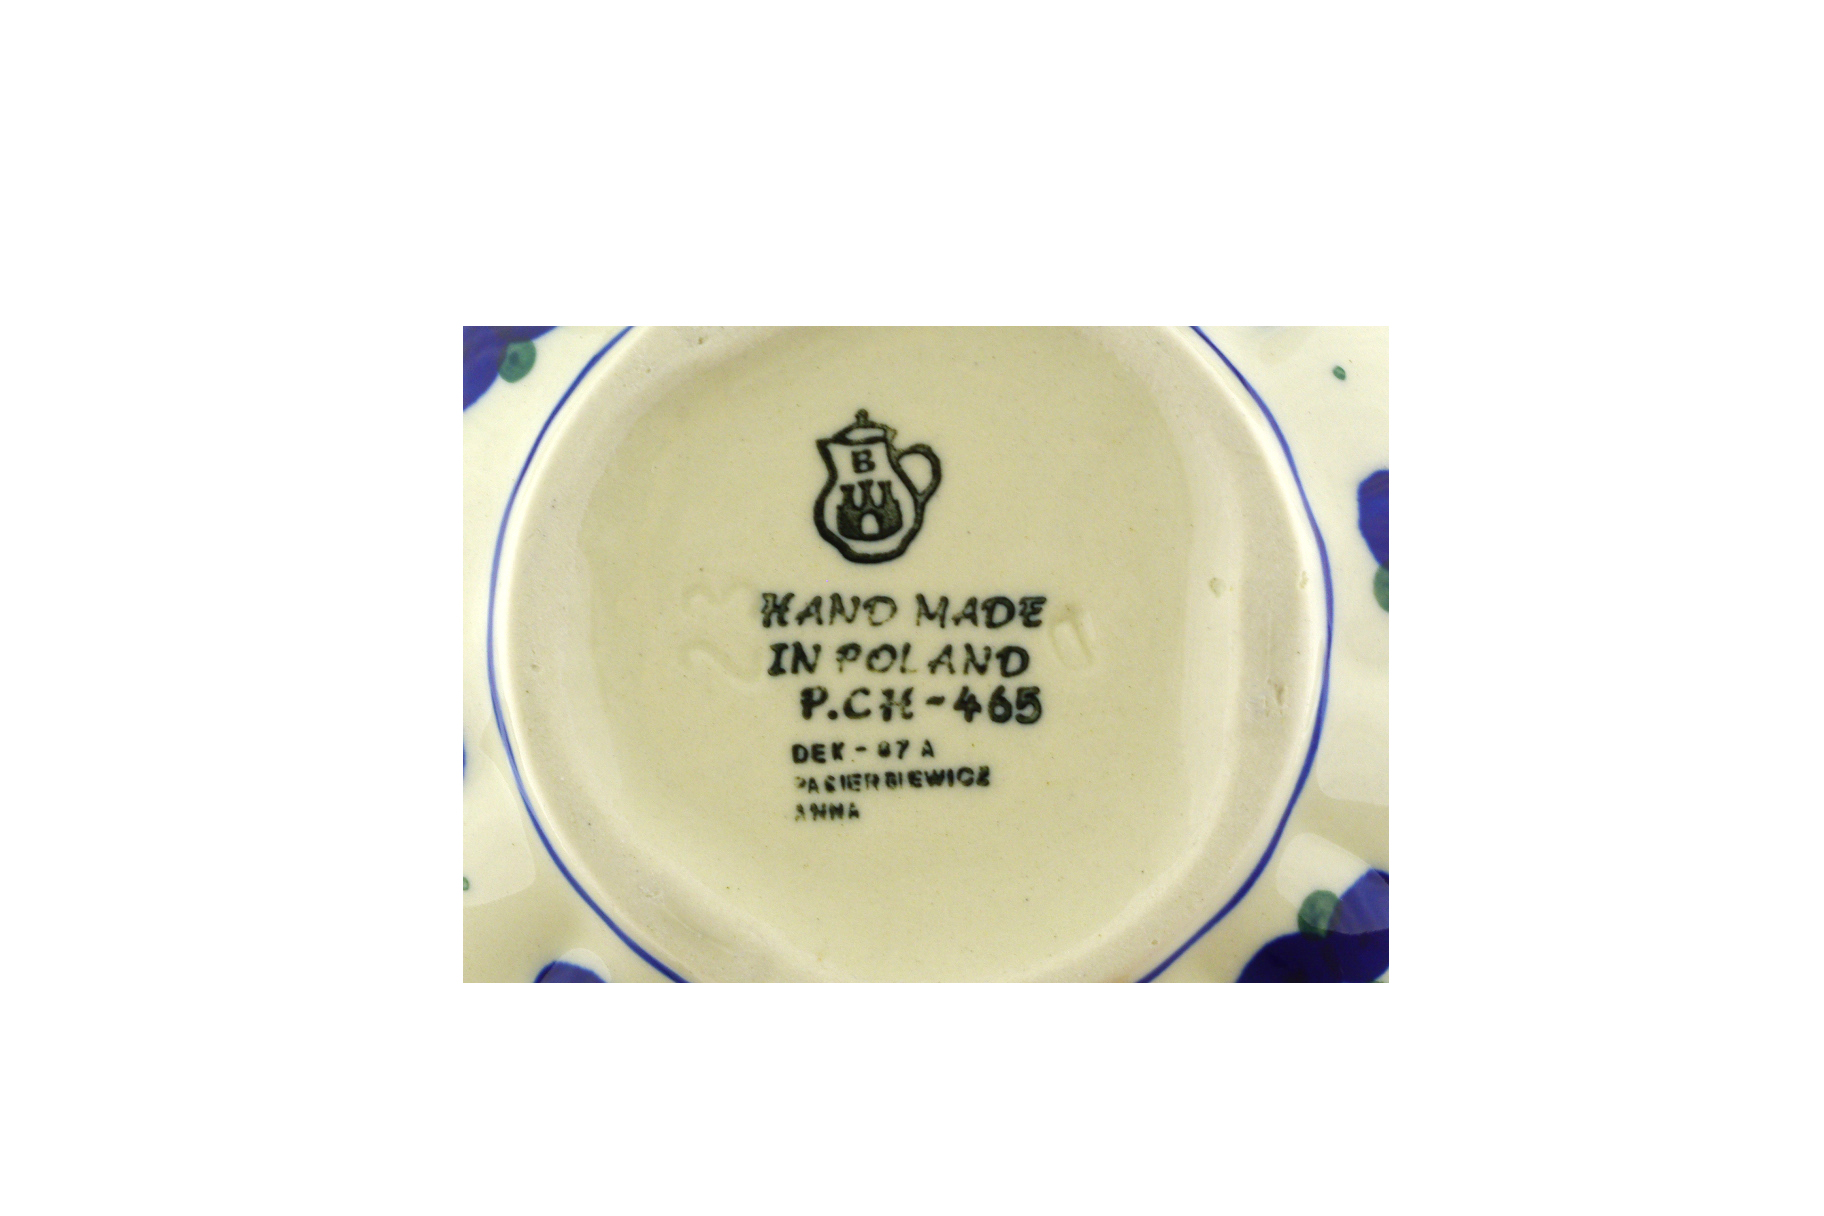 B
HAND MADE
IN POLAND
P.CH-465
DEK-87 A
PASIERBIEWICZ
ANNA